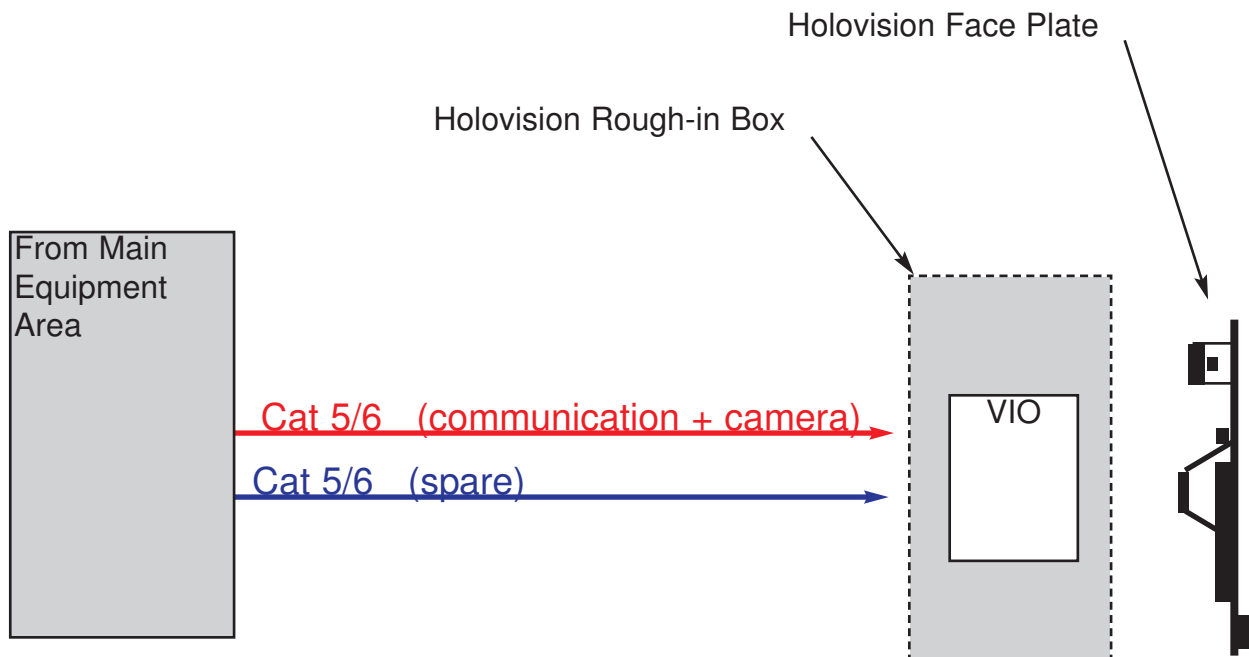 Holovision Face Plate
Holovision Rough-in Box
From Main
Equipment
Area
Cat 5/6 (communication + camera)
VIO
Cat 5/6 (spare)